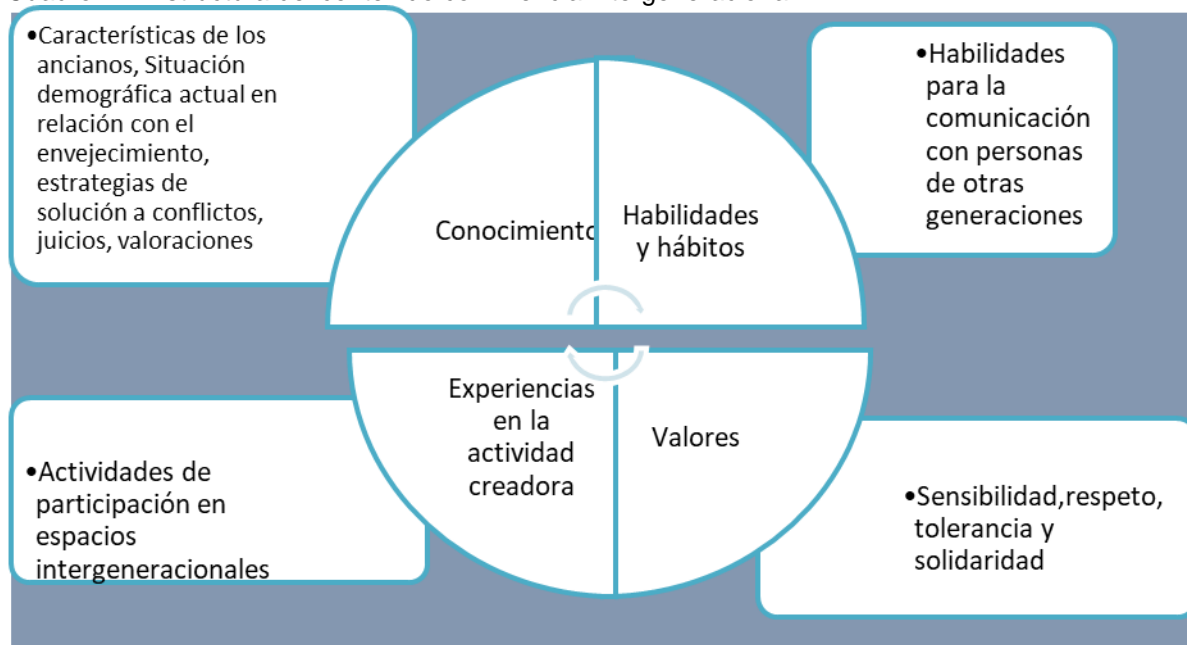 •Características de los
ancianos, Situación
demográfica actual en
relación con el
envejecimiento,
estrategias de
solución a conflictos,
juicios, valoraciones
•Habilidades
para la
comunicación
con personas
de otras
generaciones
Conocimiento
Habilidades
y hábitos
Experiencias
en la
actividad
creadora
Valores
•Actividades de
participación en
espacios
intergeneracionales
•Sensibilidad,respeto,
tolerancia y
solidaridad